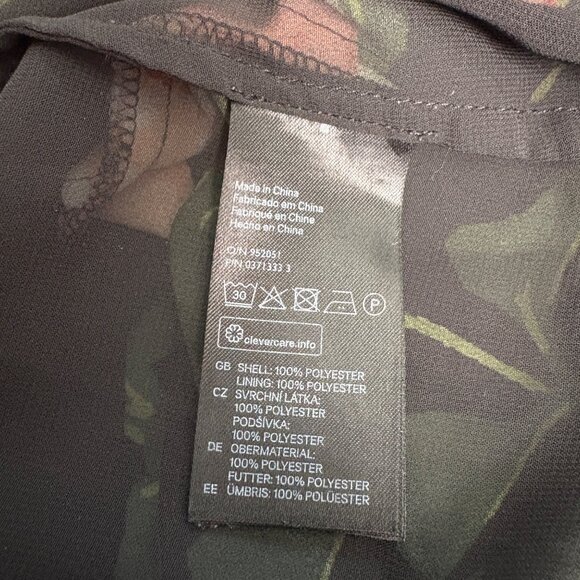 Made in China
Fabricado em China
Fabriqué en Chine
Hecho en China
O/N 952051
P/N 0371333 3
30 P
clevercare.info
GB SHELL: 100% POLYESTER
LINING: 100% POLYESTER
CZ SVRCHNÍ LÁTKA:
100% POLYESTER
PODŠÍVKA:
100% POLYESTER
DE OBERMATERIAL:
100% POLYESTER
FUTTER: 100% POLYESTER
EE ÜMBRIS: 100% POLÜESTER